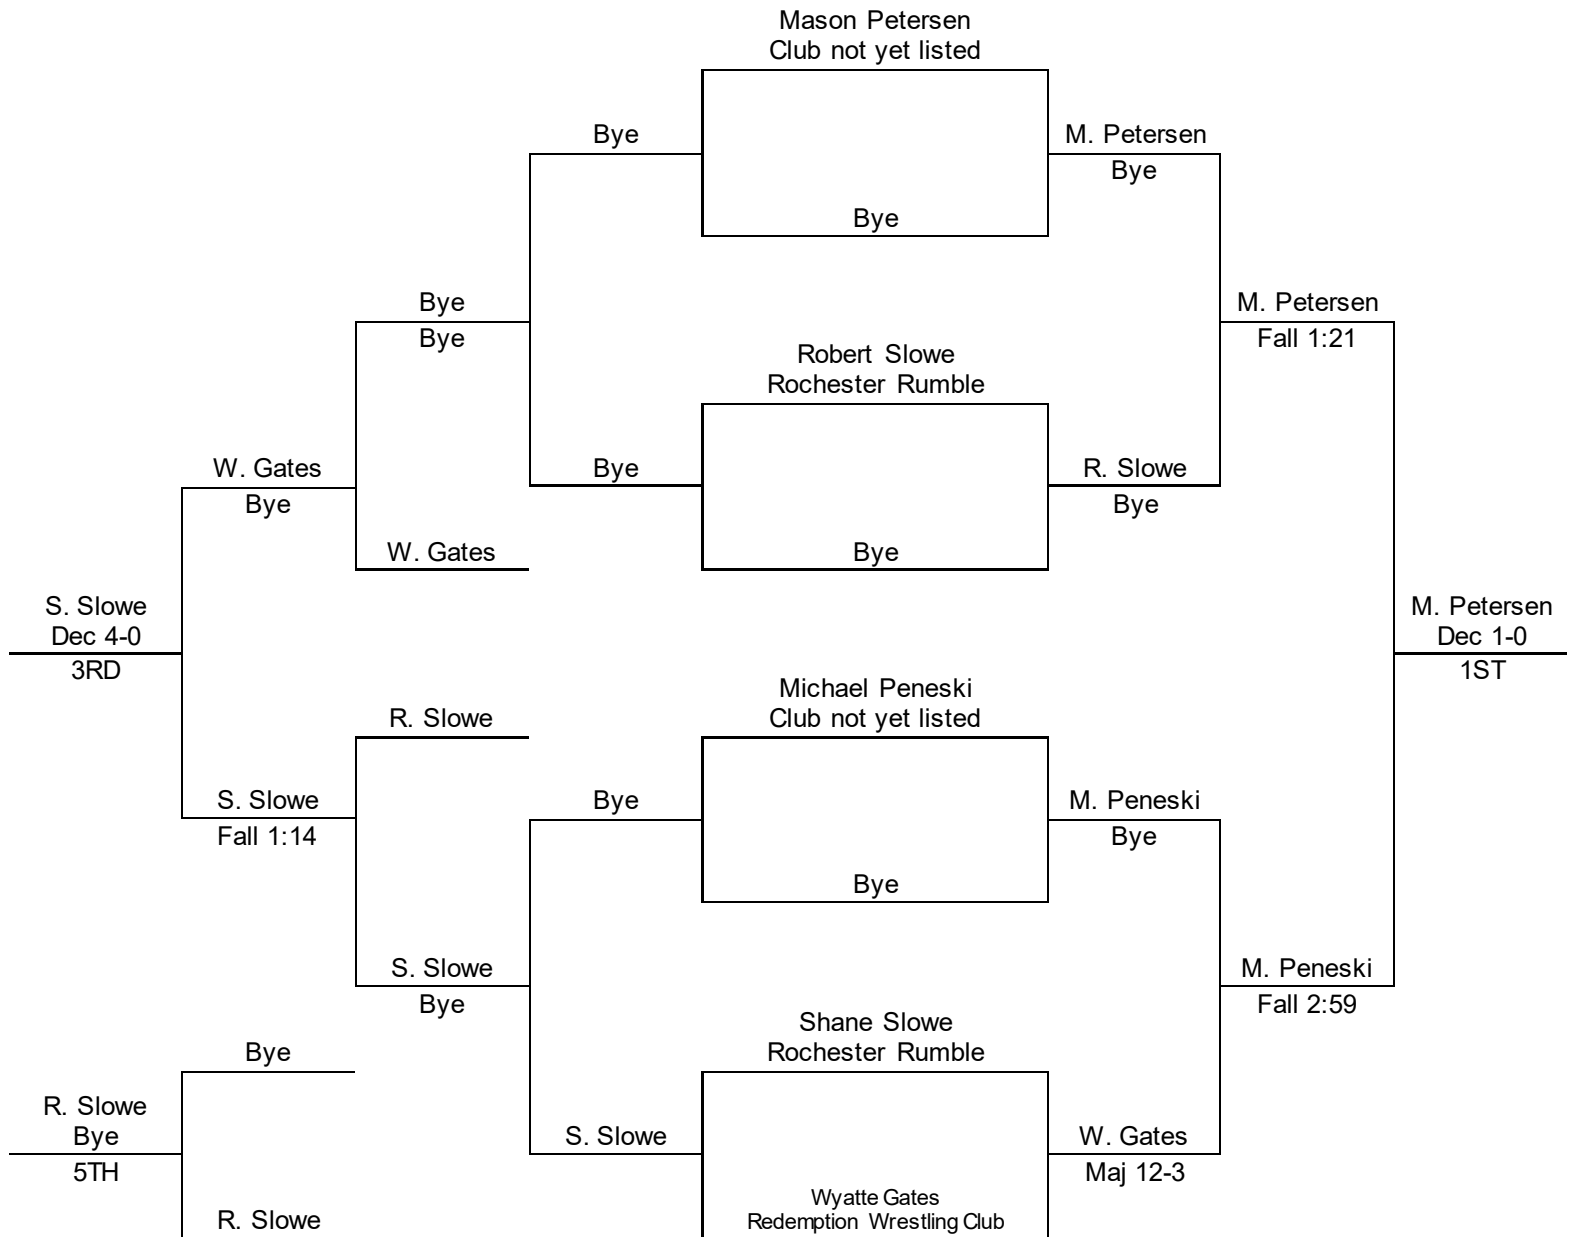 Mason Petersen
Club not yet listed
Bye
M. Petersen
Bye
Bye
Bye
M. Petersen
Bye
Fall 1:21
Robert Slowe
Rochester Rumble
W. Gates
Bye
R. Slowe
Bye
Bye
W. Gates
Bye
S. Slowe
M. Petersen
Dec 4-0
Dec 1-0
3RD
1ST
Michael Peneski
R. Slowe
Club not yet listed
S. Slowe
Bye
M. Peneski
Fall 1:14
Bye
Bye
S. Slowe
M. Peneski
Bye
Fall 2:59
Shane Slowe
Bye
Rochester Rumble
R. Slowe
Bye
S. Slowe
W. Gates
5TH
Maj 12-3
Wyatte Gates
R. Slowe
Redemption Wrestling Club